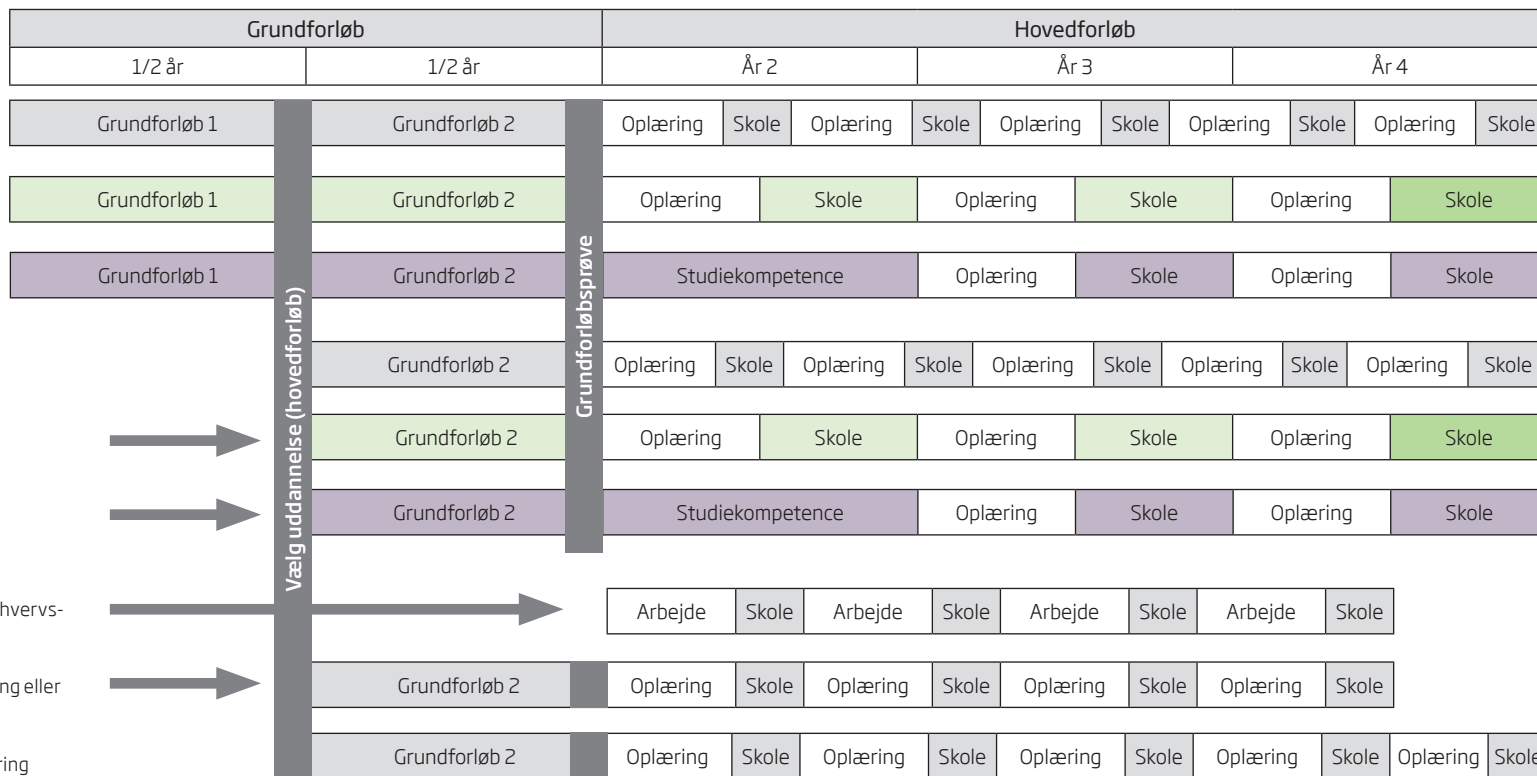 Grundforløb Hovedforløb
1/2 år 1/2 år År 2 År 3 År 4
Grundforløb 1 Grundforløb 2 Oplæring Skole Oplæring Skole Oplæring Skole Oplæring Skole Oplæring Skole
Grundforløb 1 Grundforløb 2 Oplæring Skole Oplæring Skole Oplæring Skole
Grundforløb 1 Grundforløb 2 Studiekompetence Oplæring Skole Oplæring Skole
Vælg uddannelse (hovedforløb)
Grundforløbsprøve
Grundforløb 2 Oplæring Skole Oplæring Skole Oplæring Skole Oplæring Skole Oplæring Skole
Grundforløb 2 Oplæring Skole Oplæring Skole Oplæring Skole
Grundforløb 2 Studiekompetence Oplæring Skole Oplæring Skole
hvervs- Arbejde Skole Arbejde Skole Arbejde Skole Arbejde Skole
ng eller Grundforløb 2 Oplæring Skole Oplæring Skole Oplæring Skole Oplæring Skole
ring Grundforløb 2 Oplæring Skole Oplæring Skole Oplæring Skole Oplæring Skole Oplæring Skole